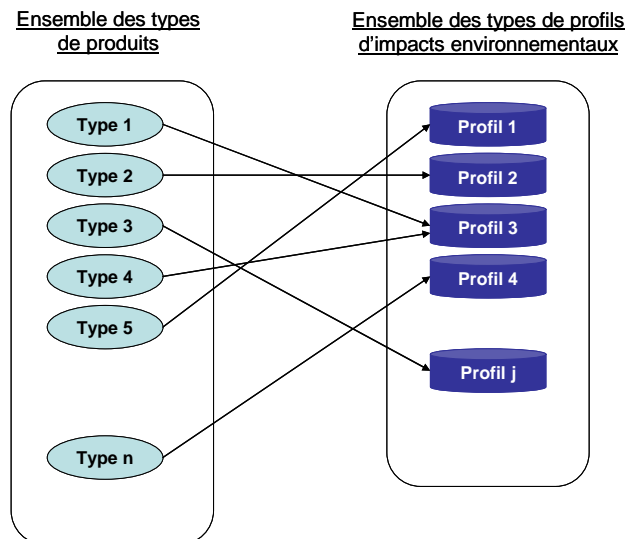 Ensemble des types
de produits
Ensemble des types de profils
d'impacts environnementaux
Type 1
Type 2
Type 3
Type 4
Type 5
Type n
Profil 1
Profil 2
Profil 3
Profil 4
Profil j